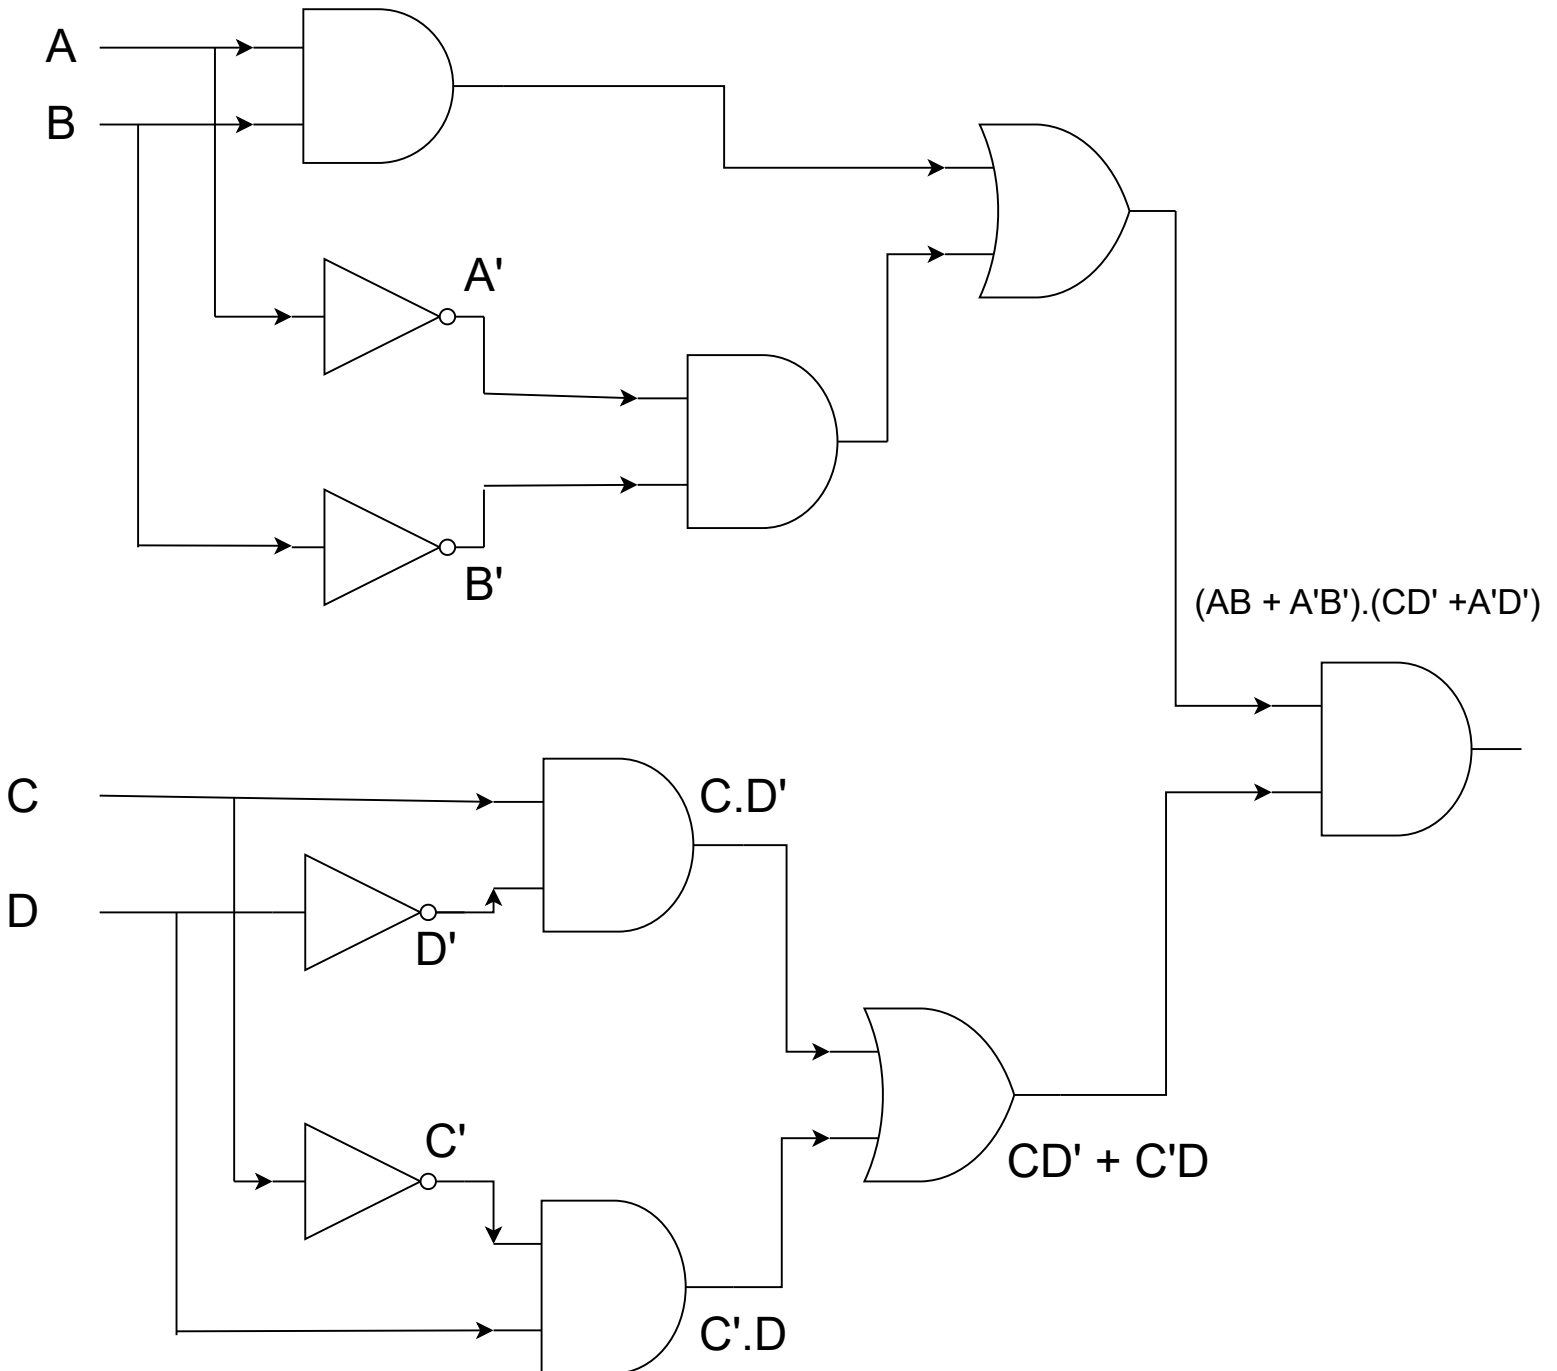 A
B
A'
B'
(AB + A'B').(CD' +A'D')
C
C.D'
D
D'
C'
CD' + C'D
C'.D